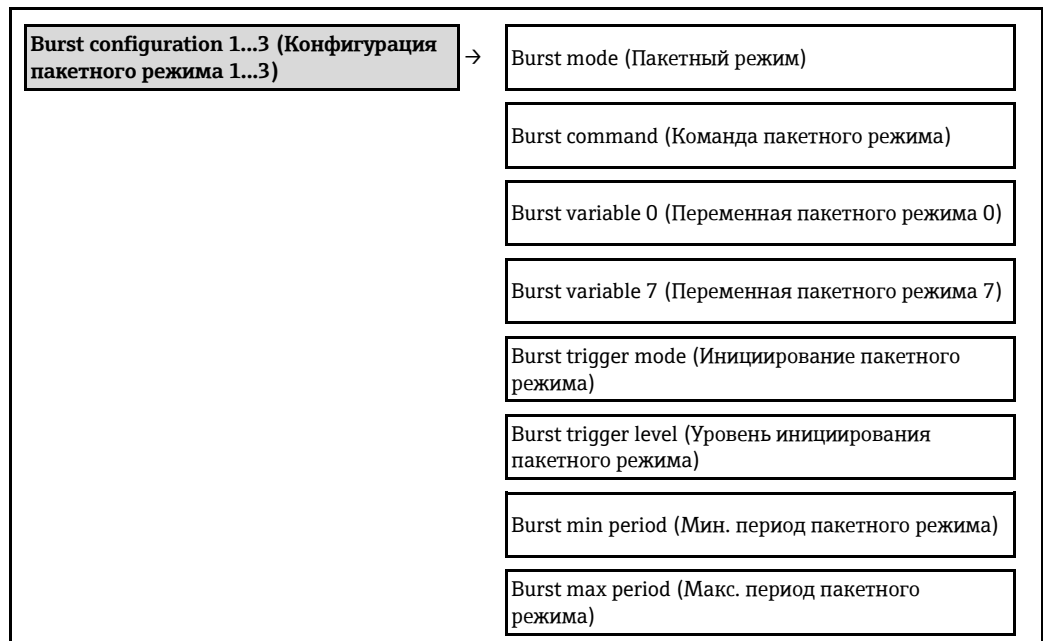 Burst configuration 1...3 (Конфигурация
пакетного режима 1...3)
→
Burst mode (Пакетный режим)
Burst command (Команда пакетного режима)
Burst variable 0 (Переменная пакетного режима 0)
Burst variable 7 (Переменная пакетного режима 7)
Burst trigger mode (Инициирование пакетного
режима)
Burst trigger level (Уровень инициирования
пакетного режима)
Burst min period (Мин. период пакетного режима)
Burst max period (Макс. период пакетного
режима)